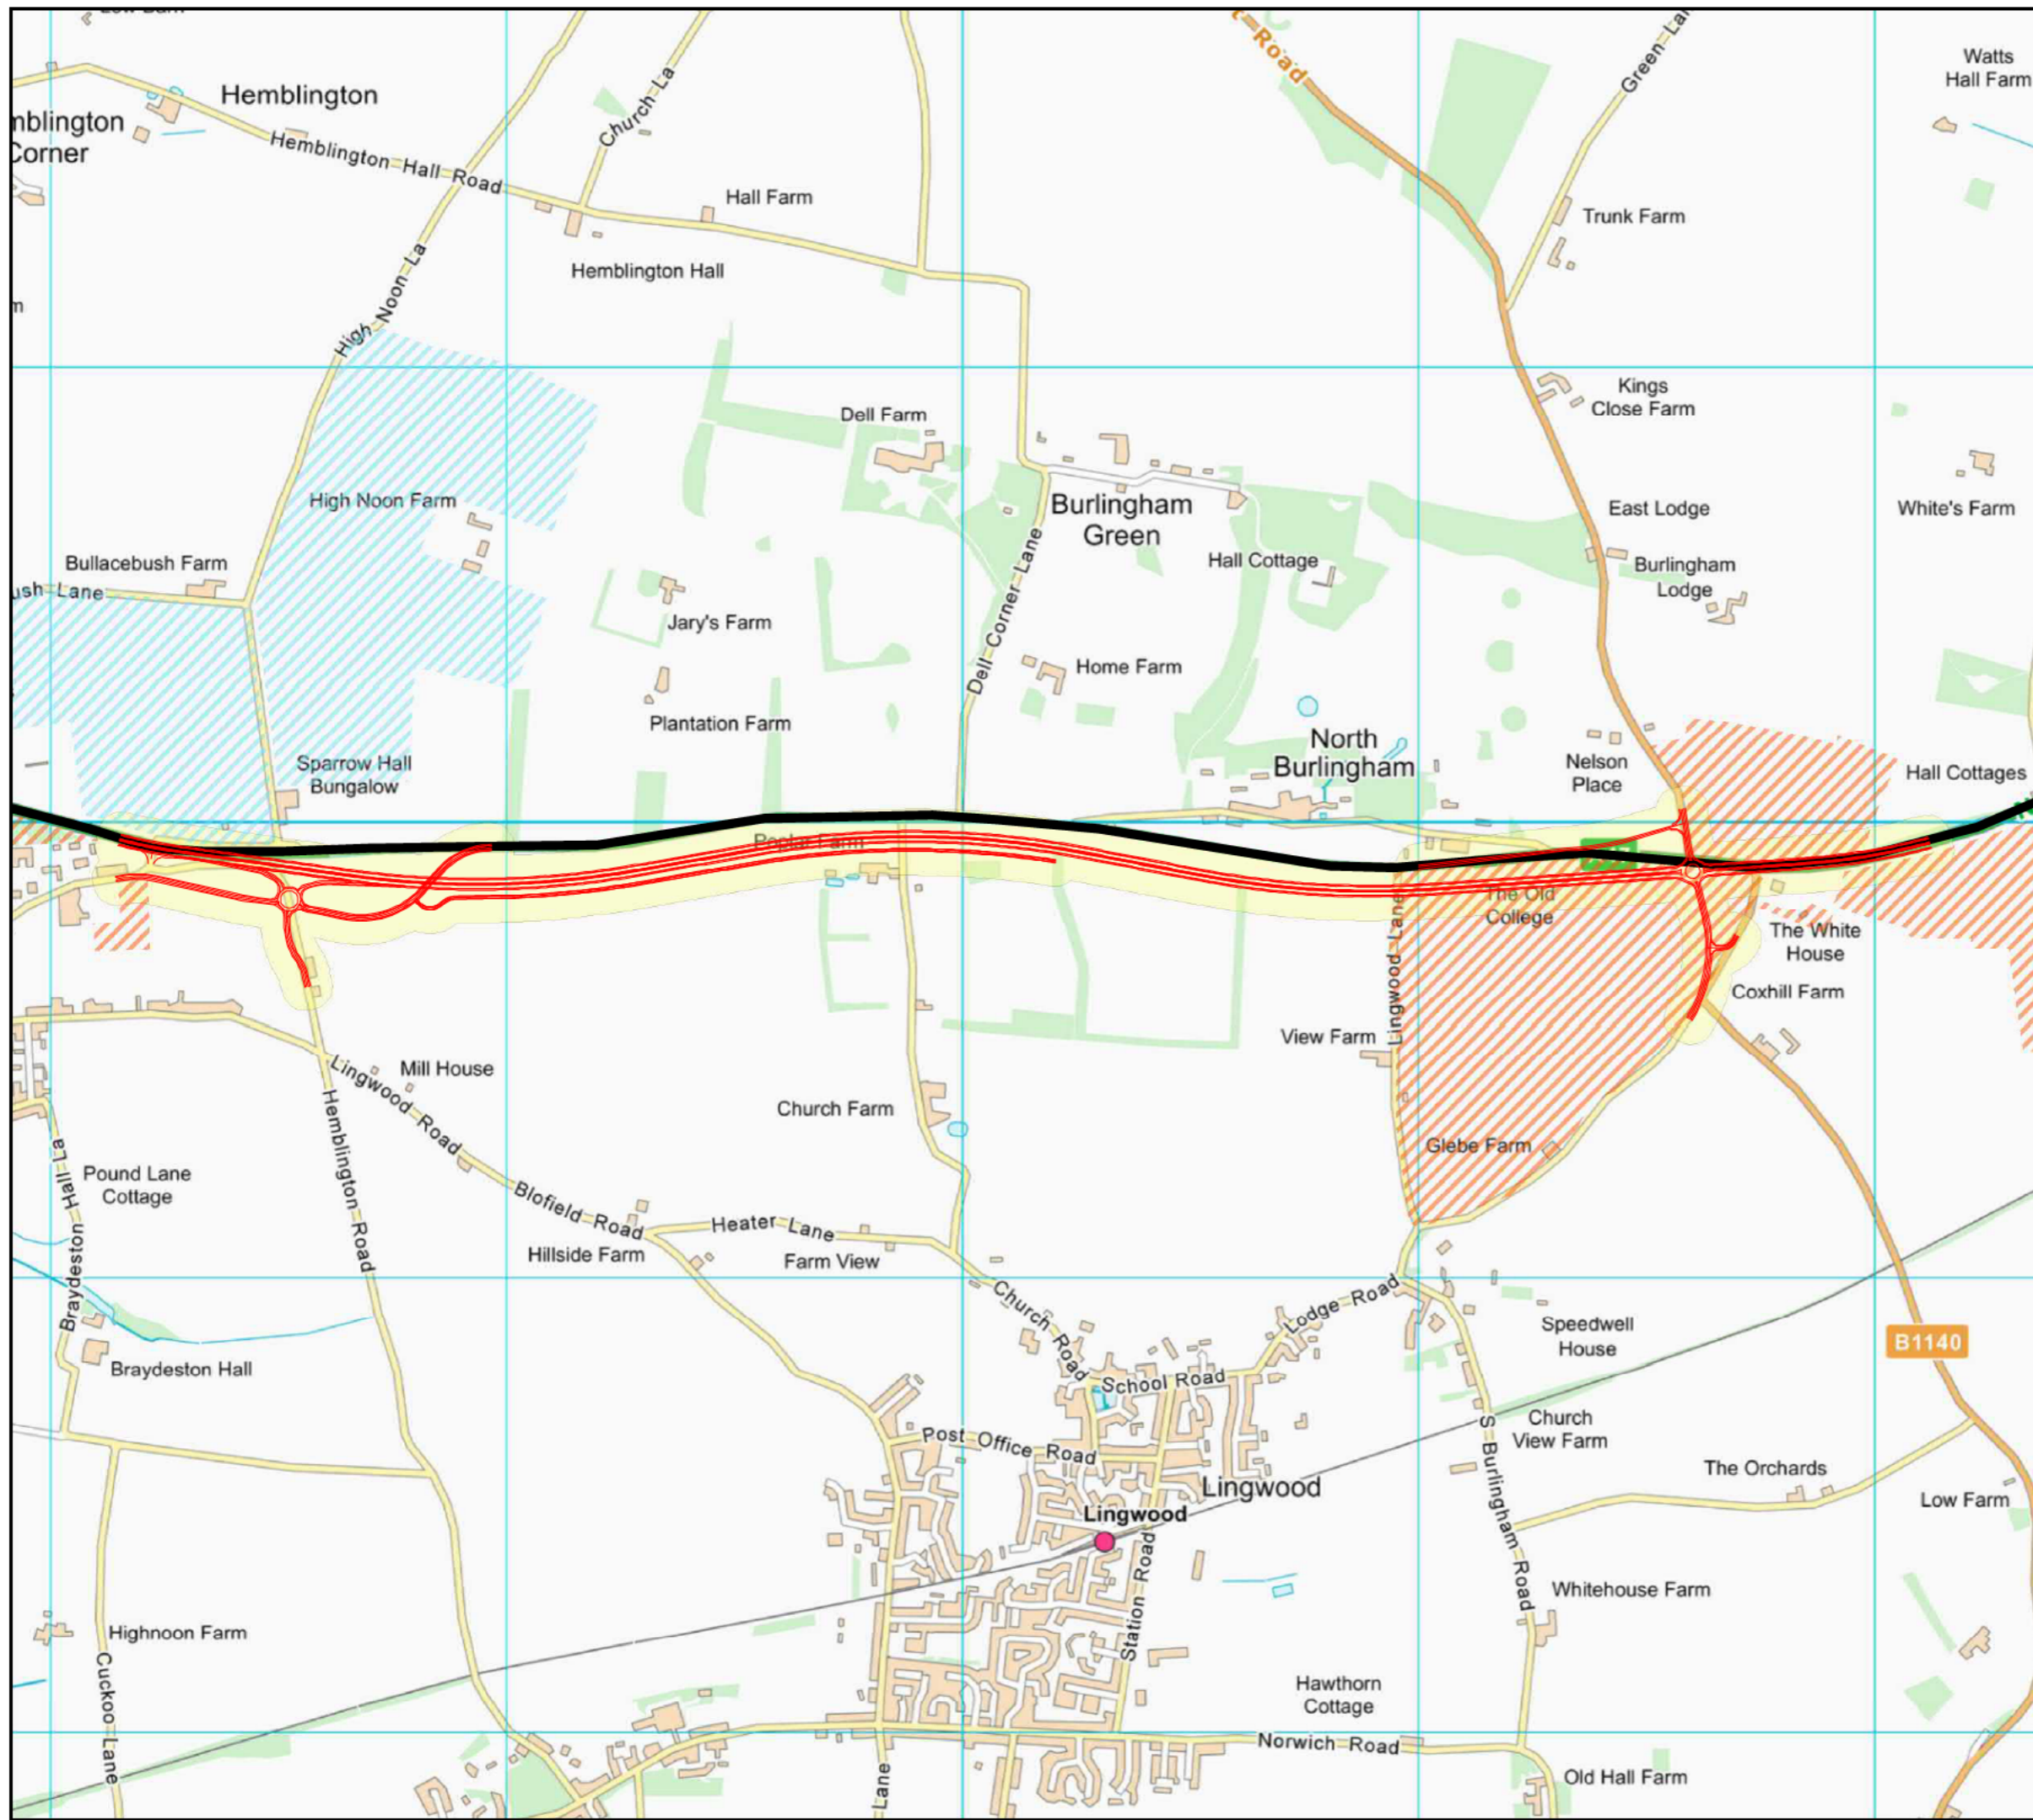 Road
Green La
Watts
Hall Farm
Hemblington
mblington
Corner
Church La
Hemblington Hall Road
Hall Farm
Trunk Farm
Hemblington Hall
High Noon La
Kings
Close Farm
Dell Farm
High Noon Farm
Burlingham
Green
East Lodge
White's Farm
Bullacebush Farm
Hall Cottage
Burlingham
Lodge
ush Lane
Jary's Farm
Dell Corner Lane
Home Farm
Plantation Farm
North
Burlingham
Sparrow Hall
Bungalow
Nelson
Place
Hall Cottages
Poplar Farm
The Old
College
Lingwood Lane
The White
House
Coxhill Farm
View Farm
Mill House
Lingwood Road
Church Farm
Hemblington Road
Glebe Farm
Braydeston Hall La
Pound Lane
Cottage
Blofield Road
Heater Lane
Hillside Farm
Farm View
Church Road
Lodge Road
Speedwell
House
B1140
Braydeston Hall
School Road
Church
View Farm
Post Office Road
S Burlingham Road
The Orchards
Lingwood
Low Farm
Lingwood
Station Road
Whitehouse Farm
Highnoon Farm
Cuckoo Lane
Hawthorn
Cottage
Norwich Road
Old Hall Farm
Lane